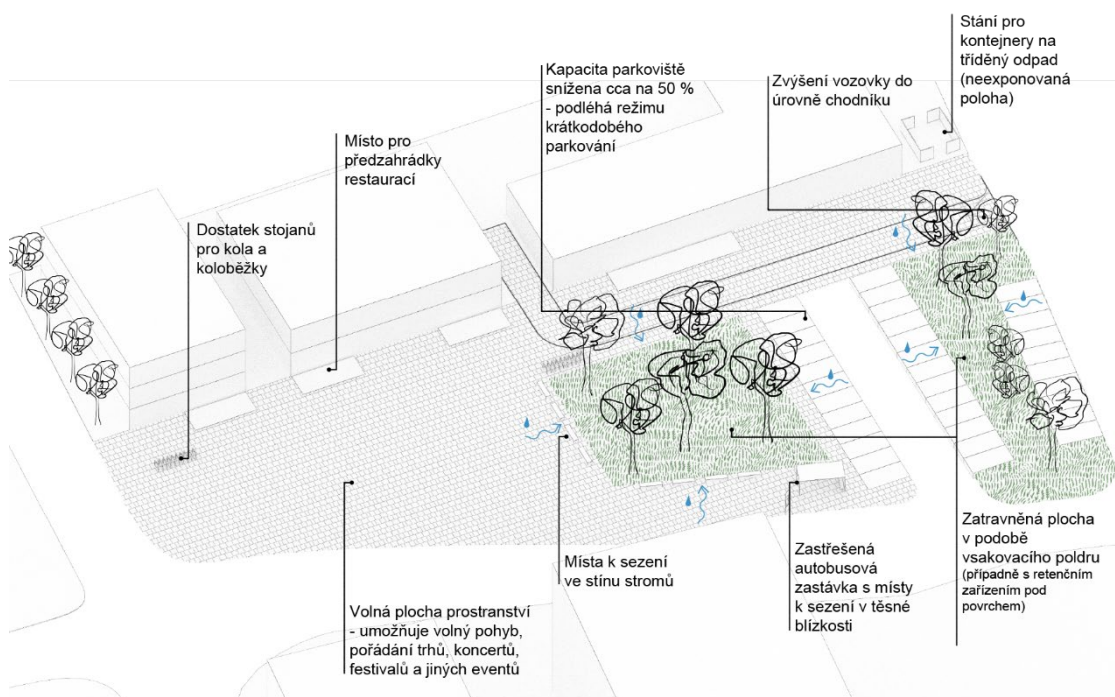 Stání pro
kontejnery na
tříděný odpad
(neexponovaná
poloha)
Kapacita parkoviště
snížena cca na 50 %
- podléhá režimu
krátkodobého
parkování
Zvýšení vozovky do
úrovně chodníku
Místo pro
předzahrádky
restaurací
Dostatek stojanů
pro kola a
koloběžky
Místa k sezení
ve stínu stromů
Zastřešená
autobusová
zastávka s místy
k sezení v těsné
blízkosti
Zatravněná plocha
v podobě
vsakovacího poldru
(případně s retenčním
zařízením pod
povrchem)
Volná plocha prostranství
- umožňuje volný pohyb,
pořádání trhů, koncertů,
festivalů a jiných eventů